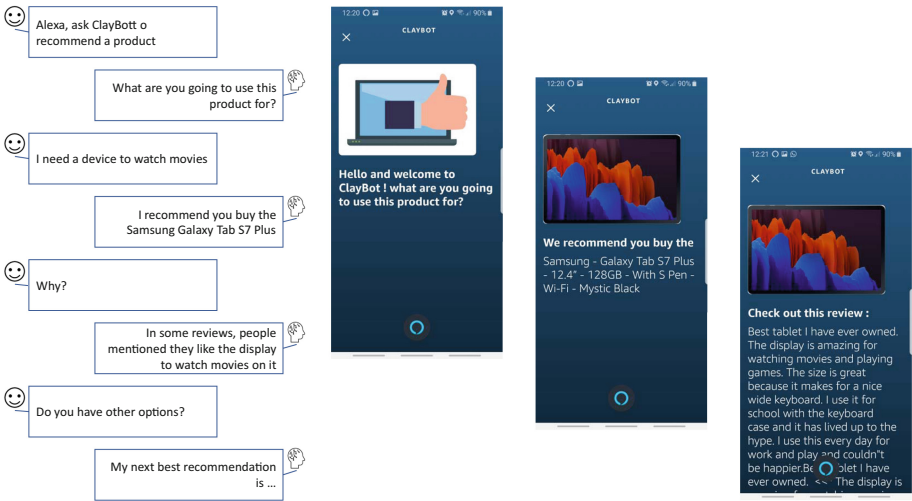 Alexa, ask ClayBott o
recommend a product
What are you going to use this
product for?
I need a device to watch movies
I recommend you buy the
Samsung Galaxy Tab S7 Plus
Why?
In some reviews, people
mentioned they like the display
to watch movies on it
Do you have other options?
My next best recommendation
is ...
12:20 90%
CLAYBOT
Hello and welcome to
ClayBot ! what are you going
to use this product for?
12:20 90%
CLAYBOT
We recommend you buy the
Samsung - Galaxy Tab S7 Plus
- 12.4" - 128GB - With S Pen -
Wi-Fi - Mystic Black
12:21 90%
CLAYBOT
Check out this review :
Best tablet I have ever owned.
The display is amazing for
watching movies and playing
games. The size is great
because it makes for a nice
wide keyboard. I use it for
school with the keyboard
case and it has lived up to the
hype. I use this every day for
work and play and couldn"t
be happier.Be blet I have
ever owned. << The display is